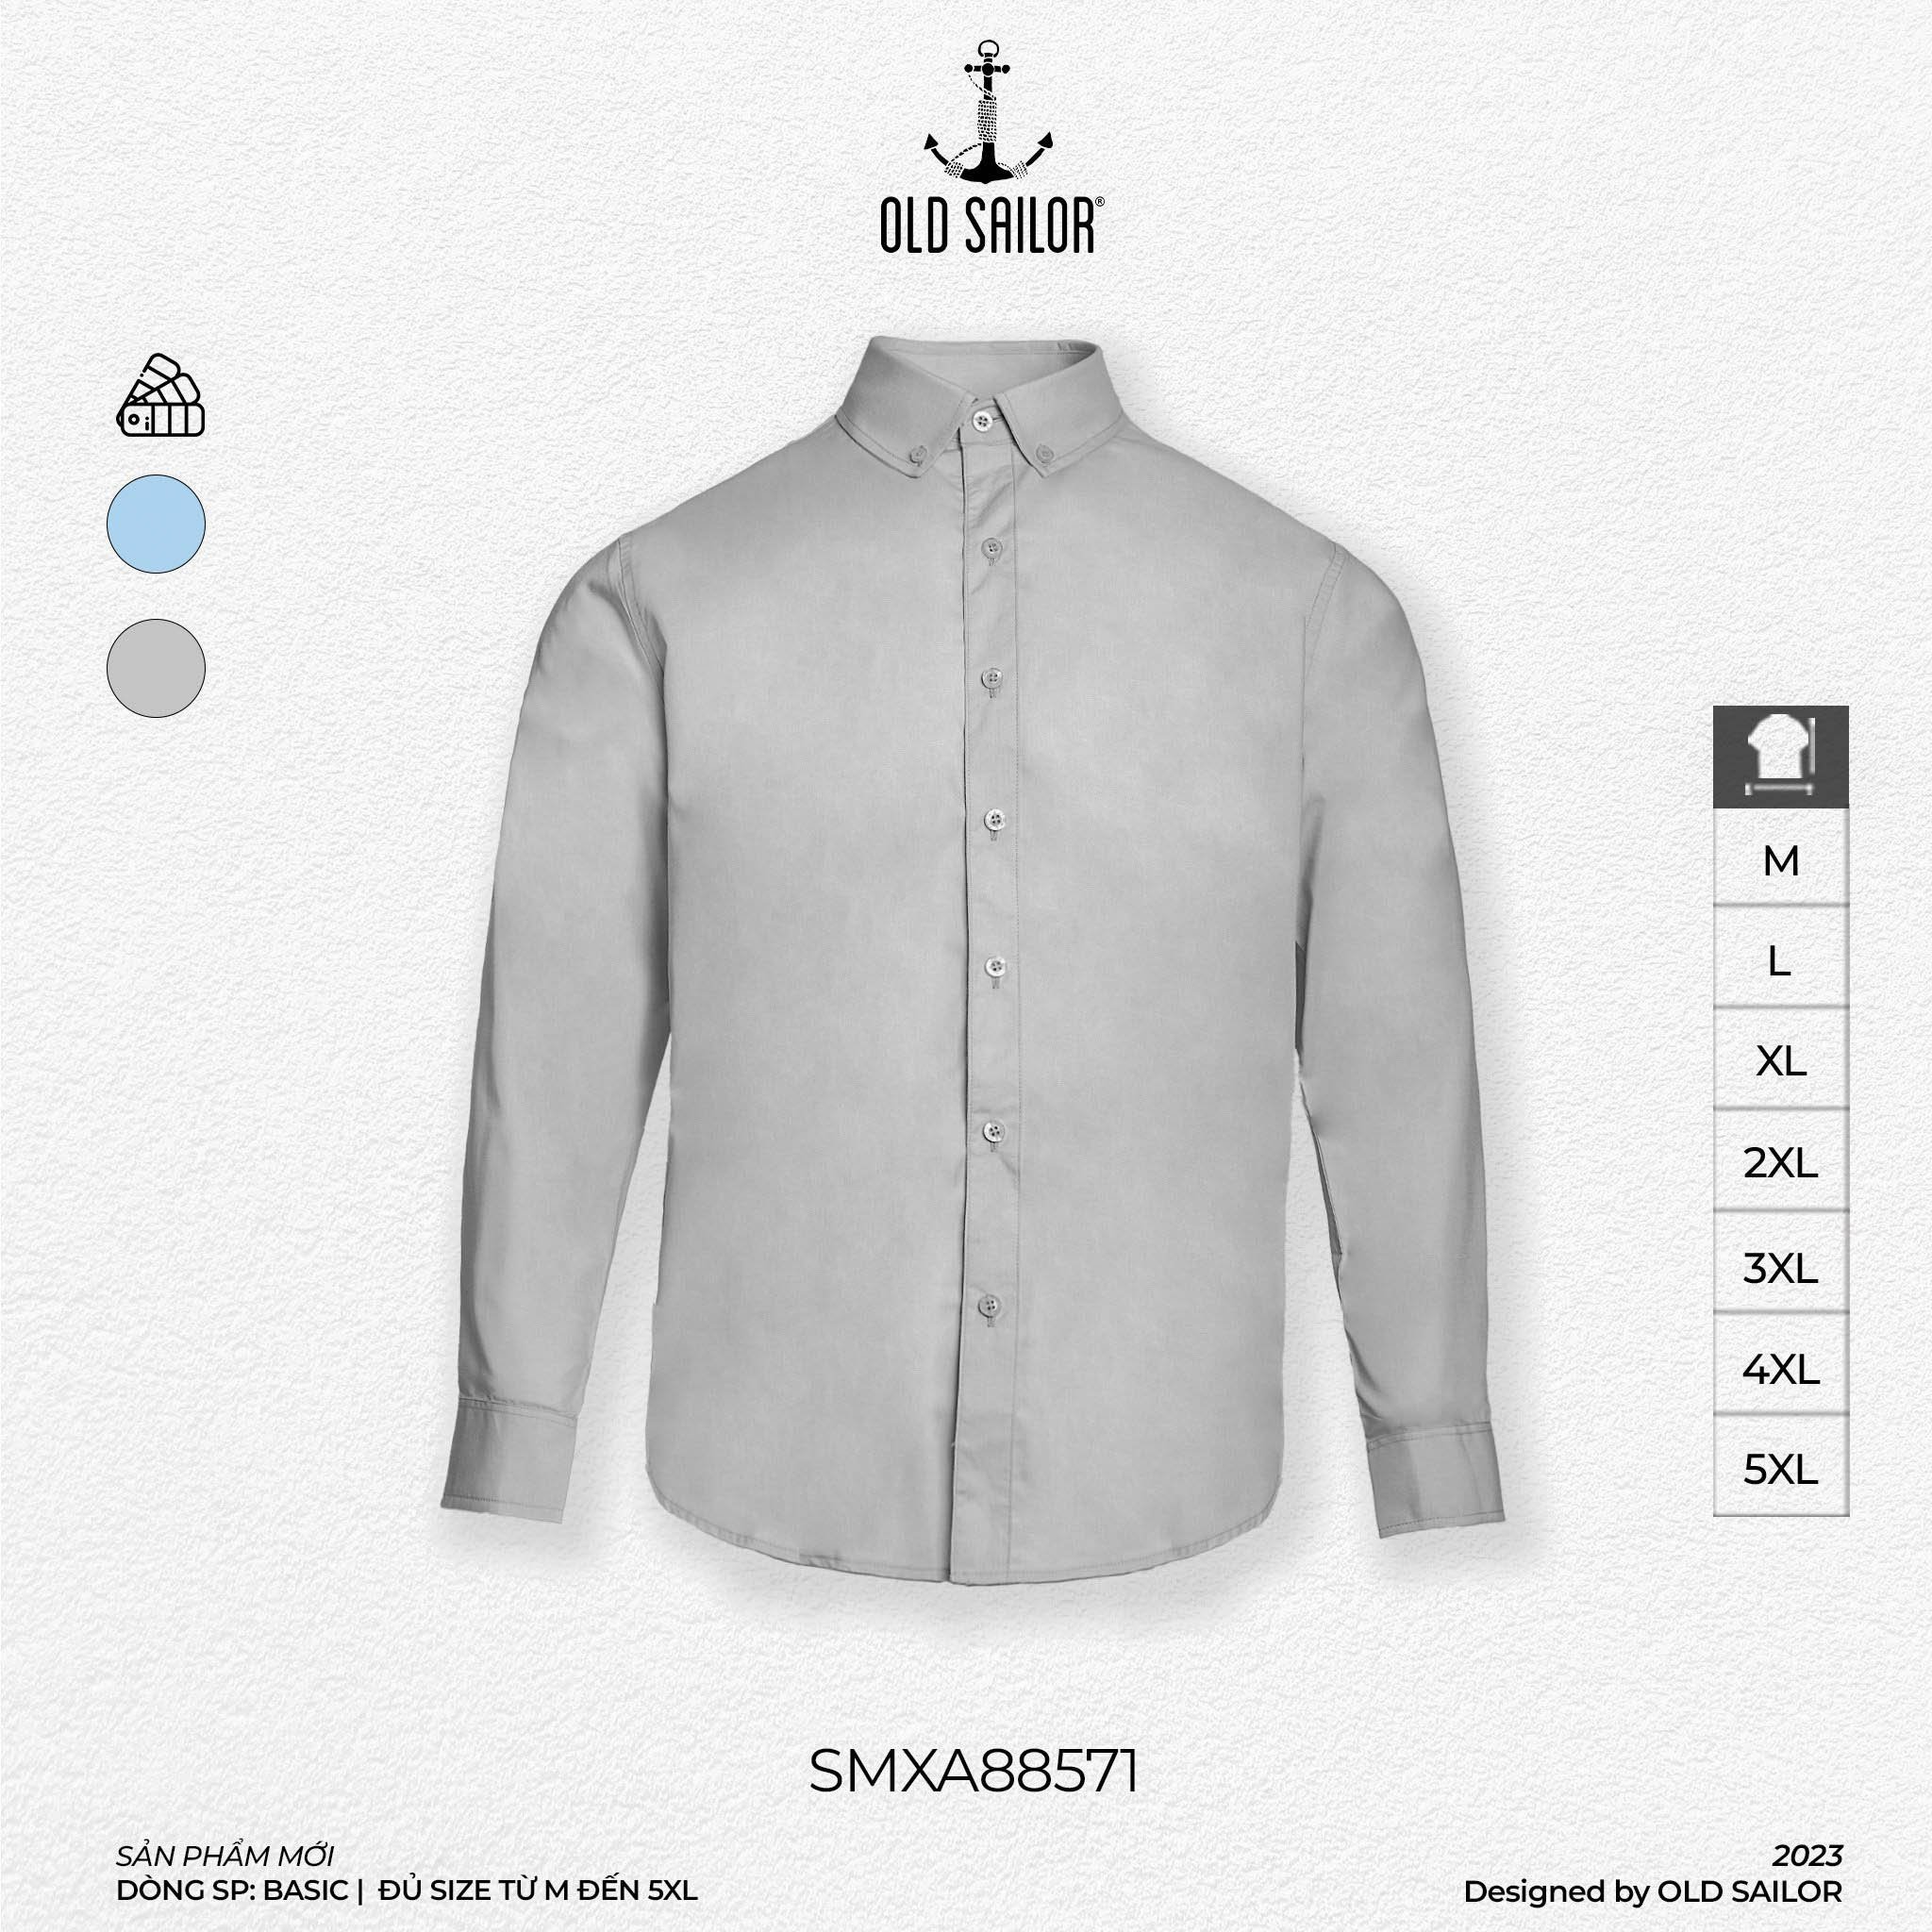 OLD SAILOR®
M
L
XL
2XL
3XL
4XL
5XL
SMXA88571
SẢN PHẨM MỚI
DÒNG SP: BASIC | ĐỦ SIZE TỪ M ĐẾN 5XL
2023
Designed by OLD SAILOR